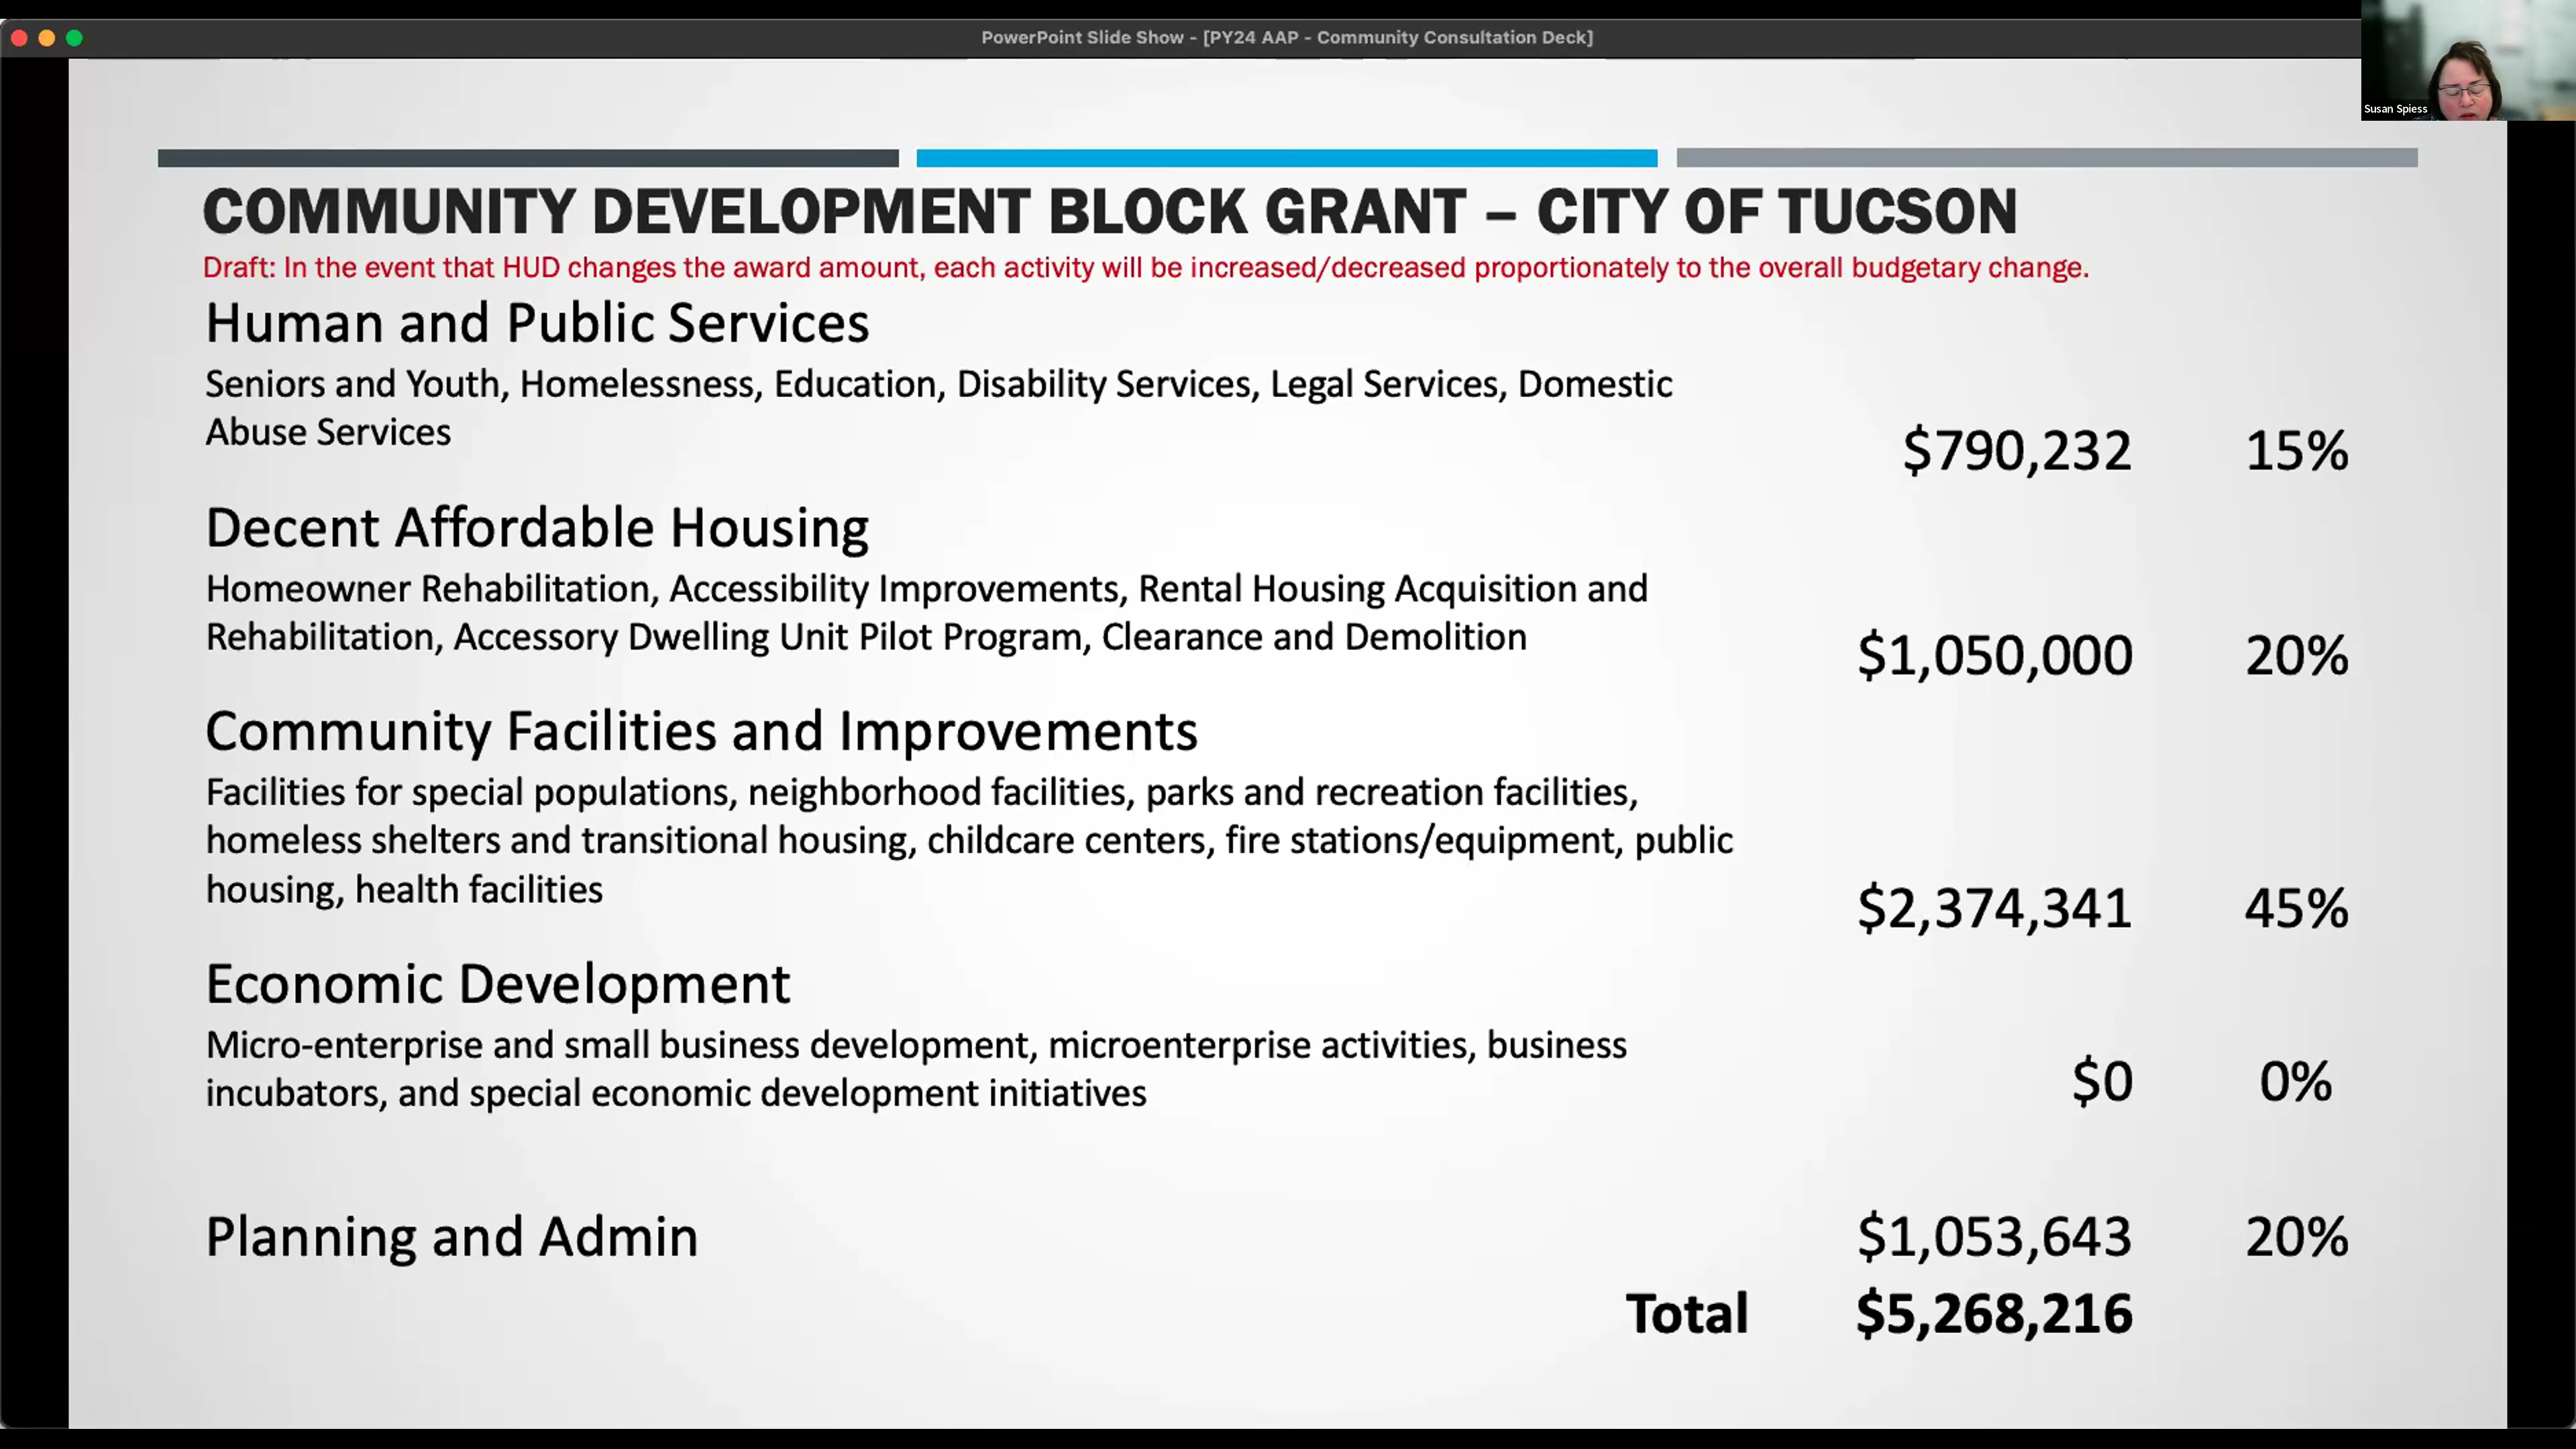 PowerPoint Slide Show - [PY24 AAP - Community Consultation Deck]
Susan Spiess
COMMUNITY DEVELOPMENT BLOCK GRANT – CITY OF TUCSON
Draft: In the event that HUD changes the award amount, each activity will be increased/decreased proportionately to the overall budgetary change.
Human and Public Services
Seniors and Youth, Homelessness, Education, Disability Services, Legal Services, Domestic
Abuse Services
$790,232 15%
Decent Affordable Housing
Homeowner Rehabilitation, Accessibility Improvements, Rental Housing Acquisition and
Rehabilitation, Accessory Dwelling Unit Pilot Program, Clearance and Demolition
$1,050,000 20%
Community Facilities and Improvements
Facilities for special populations, neighborhood facilities, parks and recreation facilities,
homeless shelters and transitional housing, childcare centers, fire stations/equipment, public
housing, health facilities
$2,374,341 45%
Economic Development
Micro-enterprise and small business development, microenterprise activities, business
incubators, and special economic development initiatives
$0 0%
Planning and Admin $1,053,643 20%
Total $5,268,216